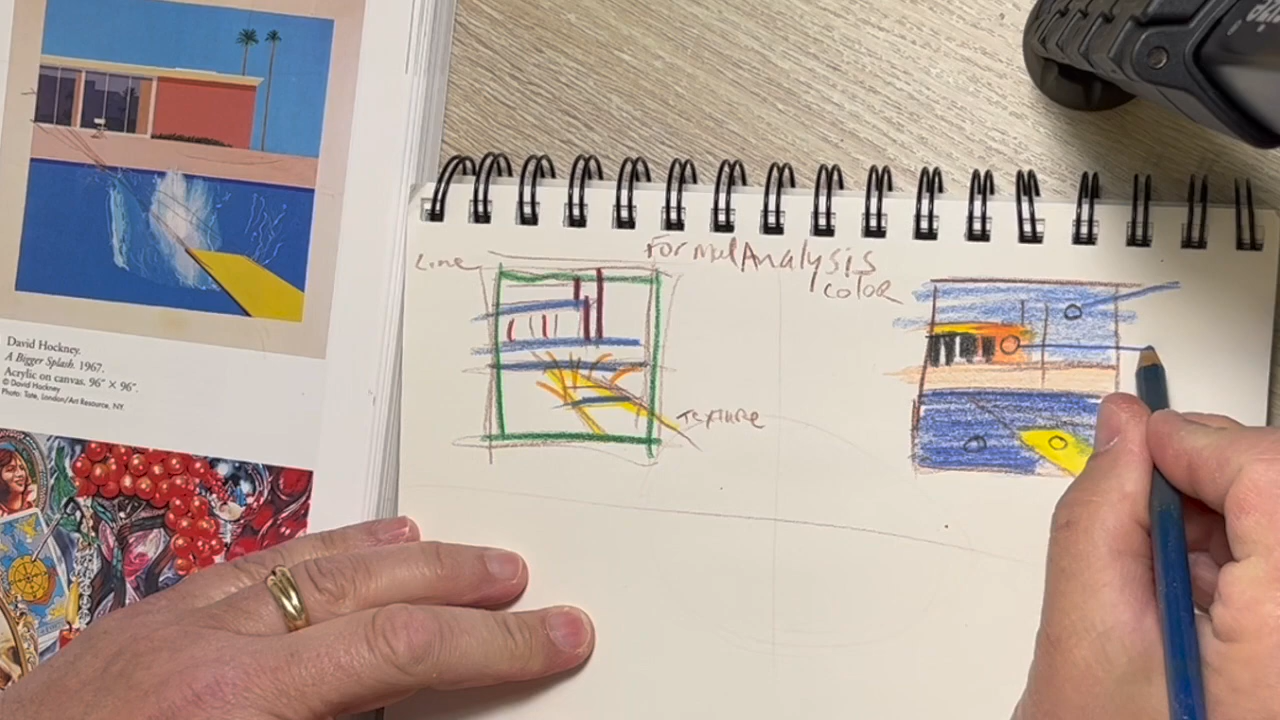 David Hockney.
A Bigger Splash. 1967.
Acrylic on canvas. 96" × 96".
© David Hockney
Photo: Tate, London/Art Resource, NY.
Formal Analysis
Line
Color
Texture